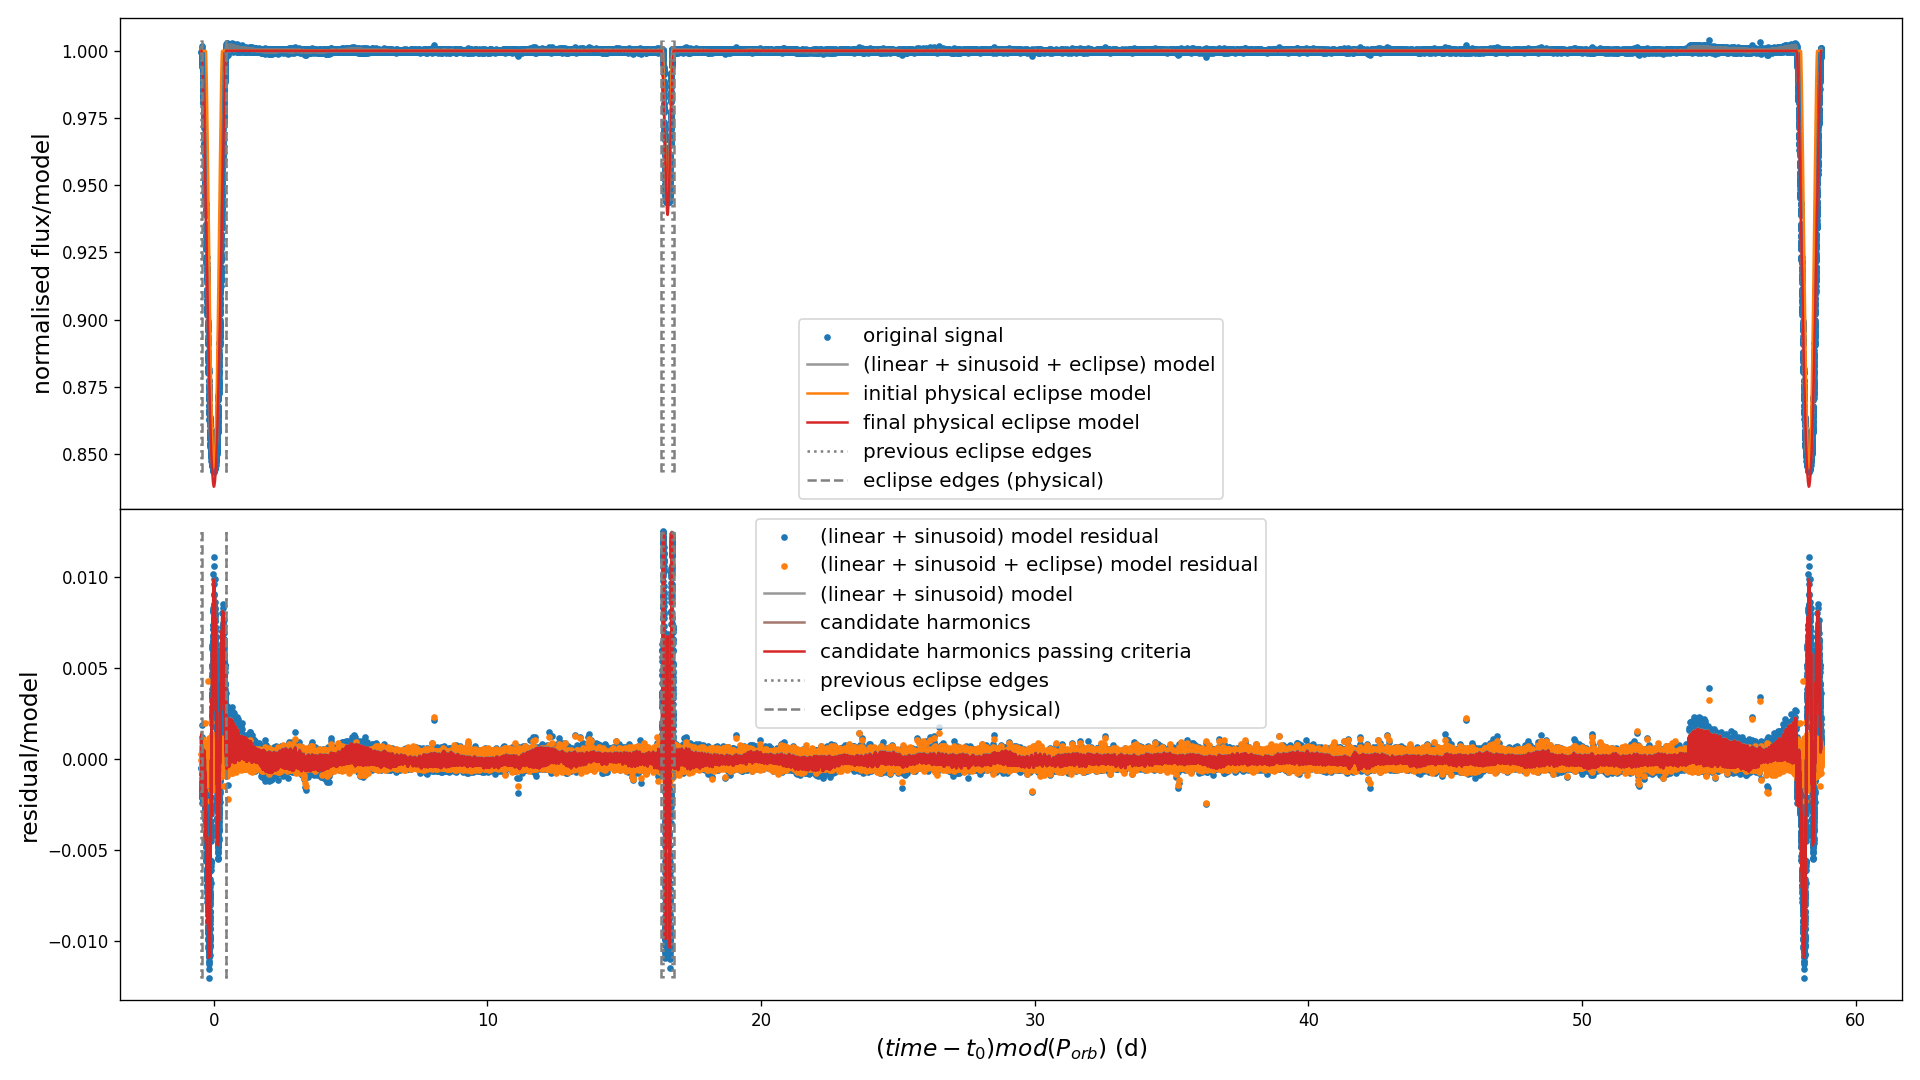 normalised flux/model
1.000
0.975
0.950
0.925
0.900
0.875
0.850
original signal
(linear + sinusoid + eclipse) model
initial physical eclipse model
final physical eclipse model
previous eclipse edges
eclipse edges (physical)
residual/model
0.010
0.005
0.000
−0.005
−0.010
(linear + sinusoid) model residual
(linear + sinusoid + eclipse) model residual
(linear + sinusoid) model
candidate harmonics
candidate harmonics passing criteria
previous eclipse edges
eclipse edges (physical)
0 10 20 30 40 50 60
(time − t₀)mod(Pₒᵣb) (d)